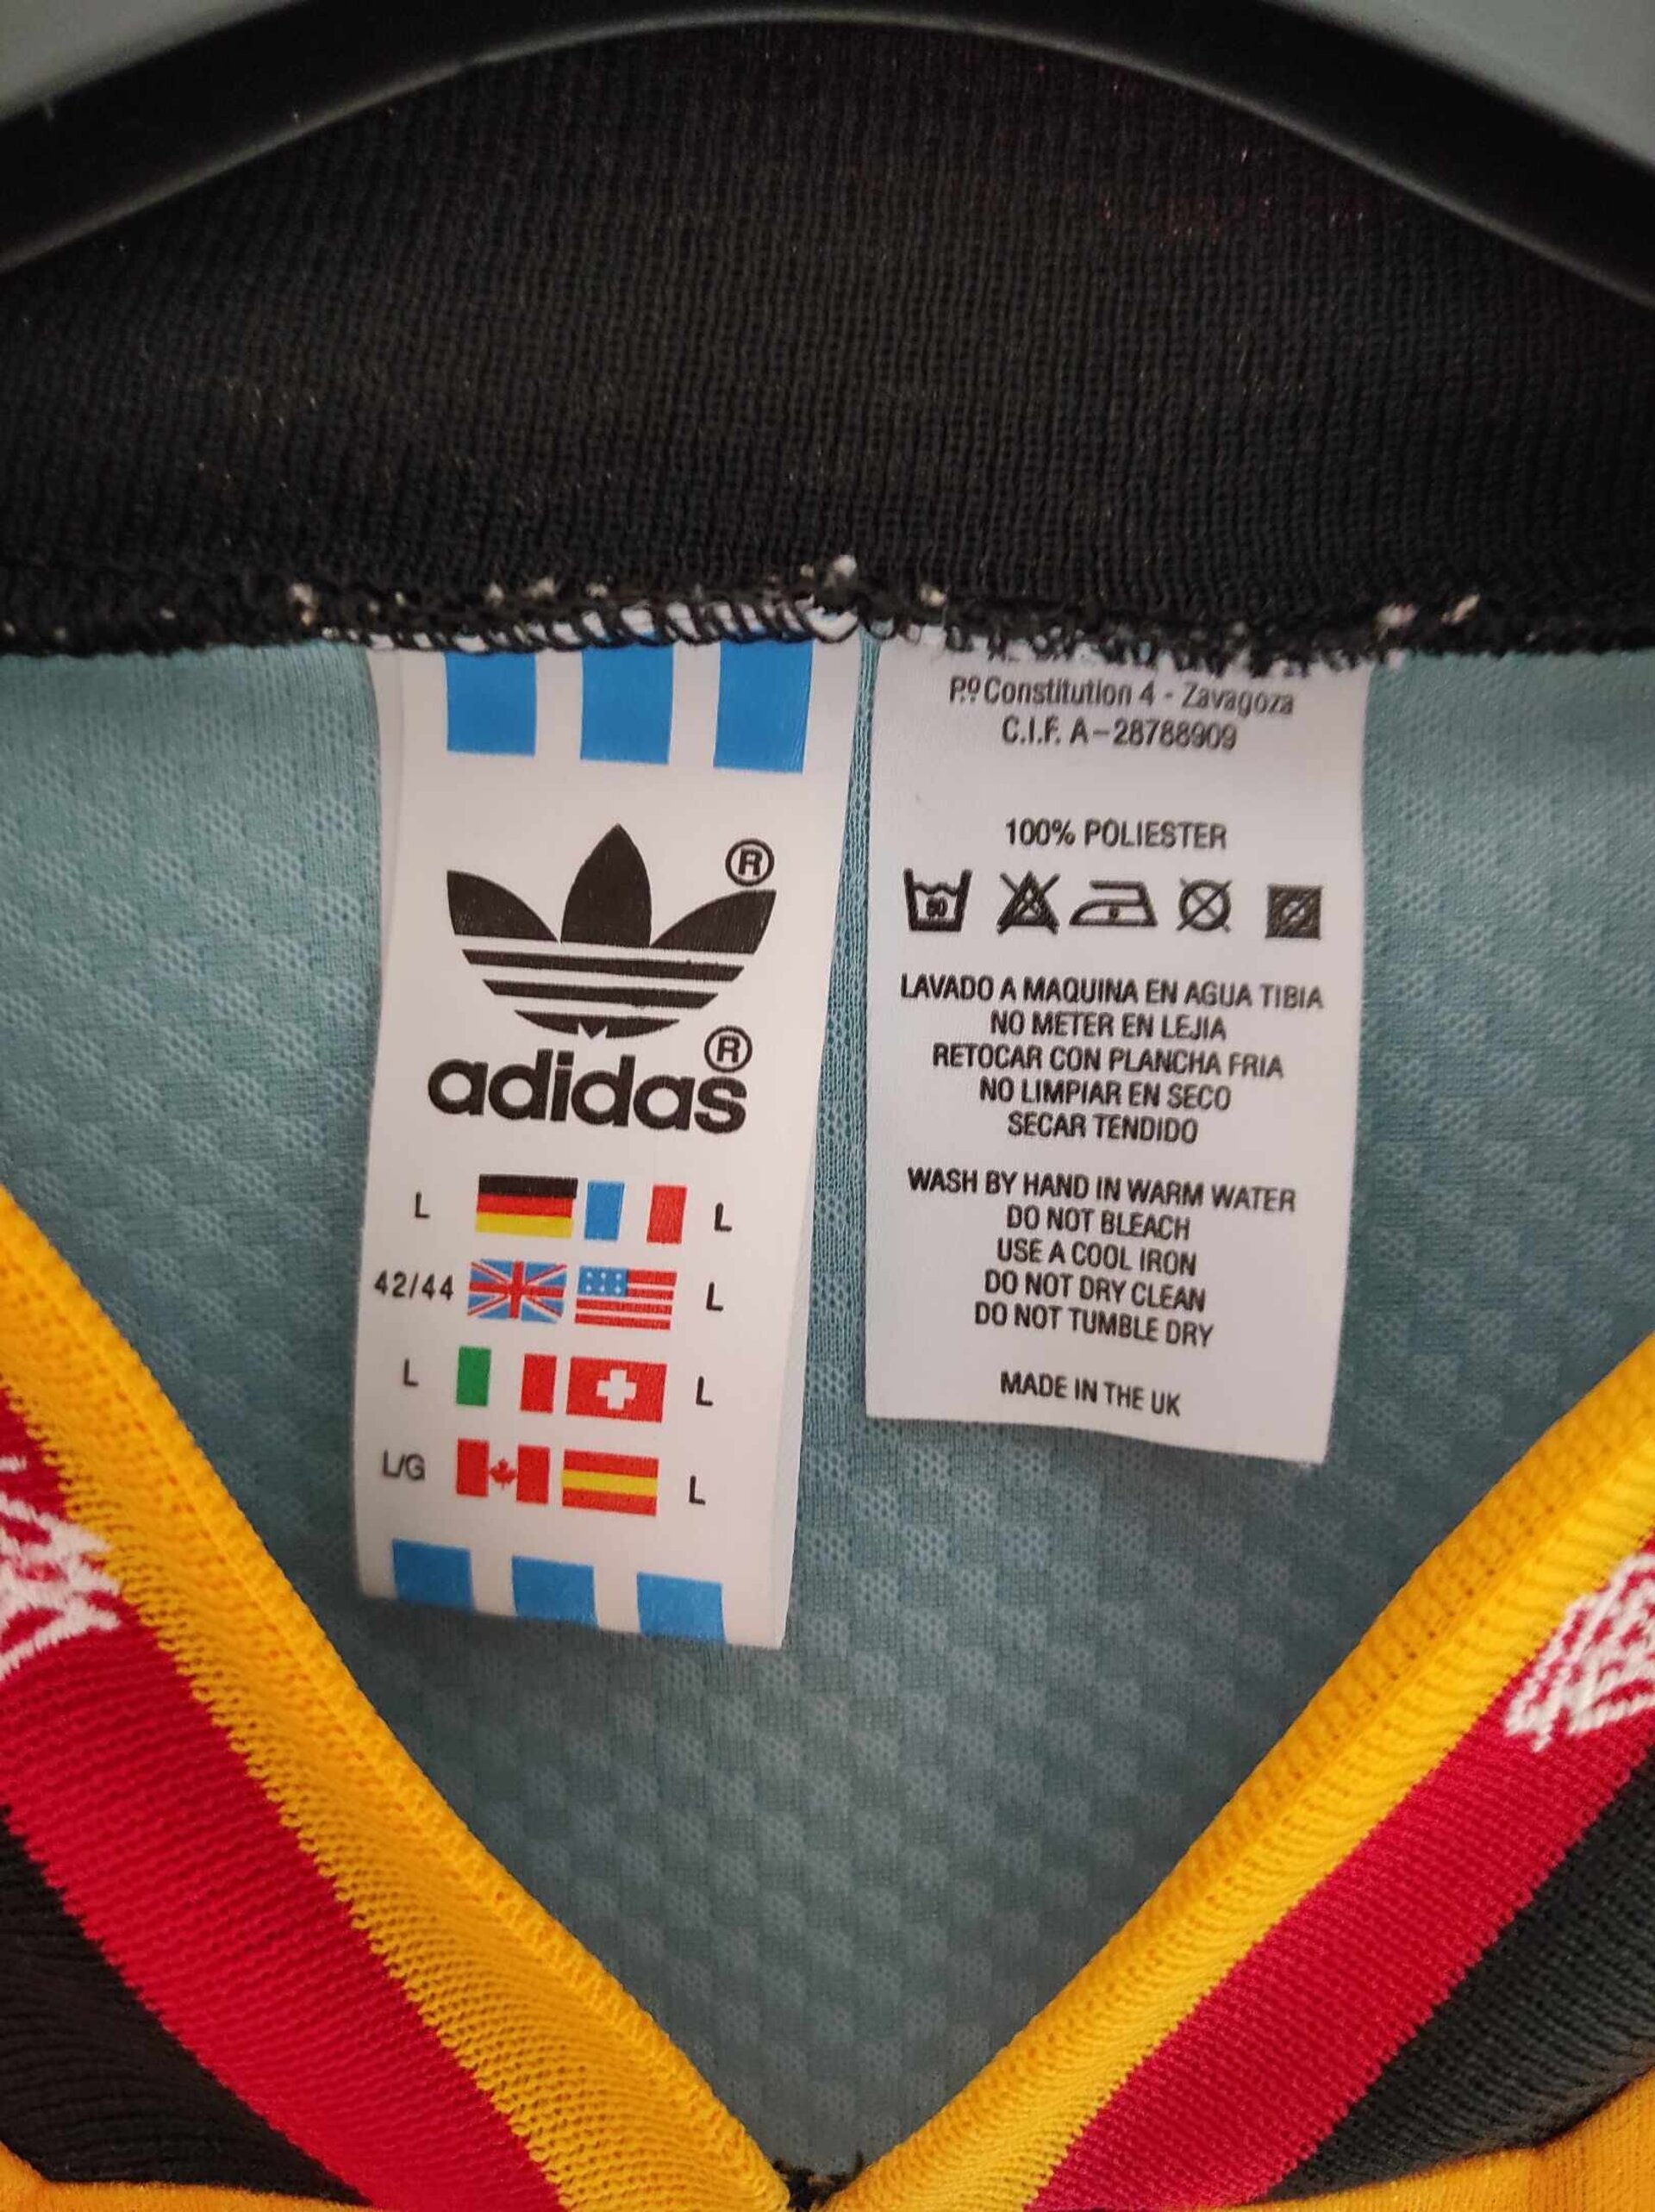 ®
adidas®
L L
42/44 L
L L
L/G L
Pº Constitution 4 - Zavagoza
C.I.F. A-28788909
100% POLIESTER
LAVADO A MAQUINA EN AGUA TIBIA
NO METER EN LEJIA
RETOCAR CON PLANCHA FRIA
NO LIMPIAR EN SECO
SECAR TENDIDO
WASH BY HAND IN WARM WATER
DO NOT BLEACH
USE A COOL IRON
DO NOT DRY CLEAN
DO NOT TUMBLE DRY
MADE IN THE UK